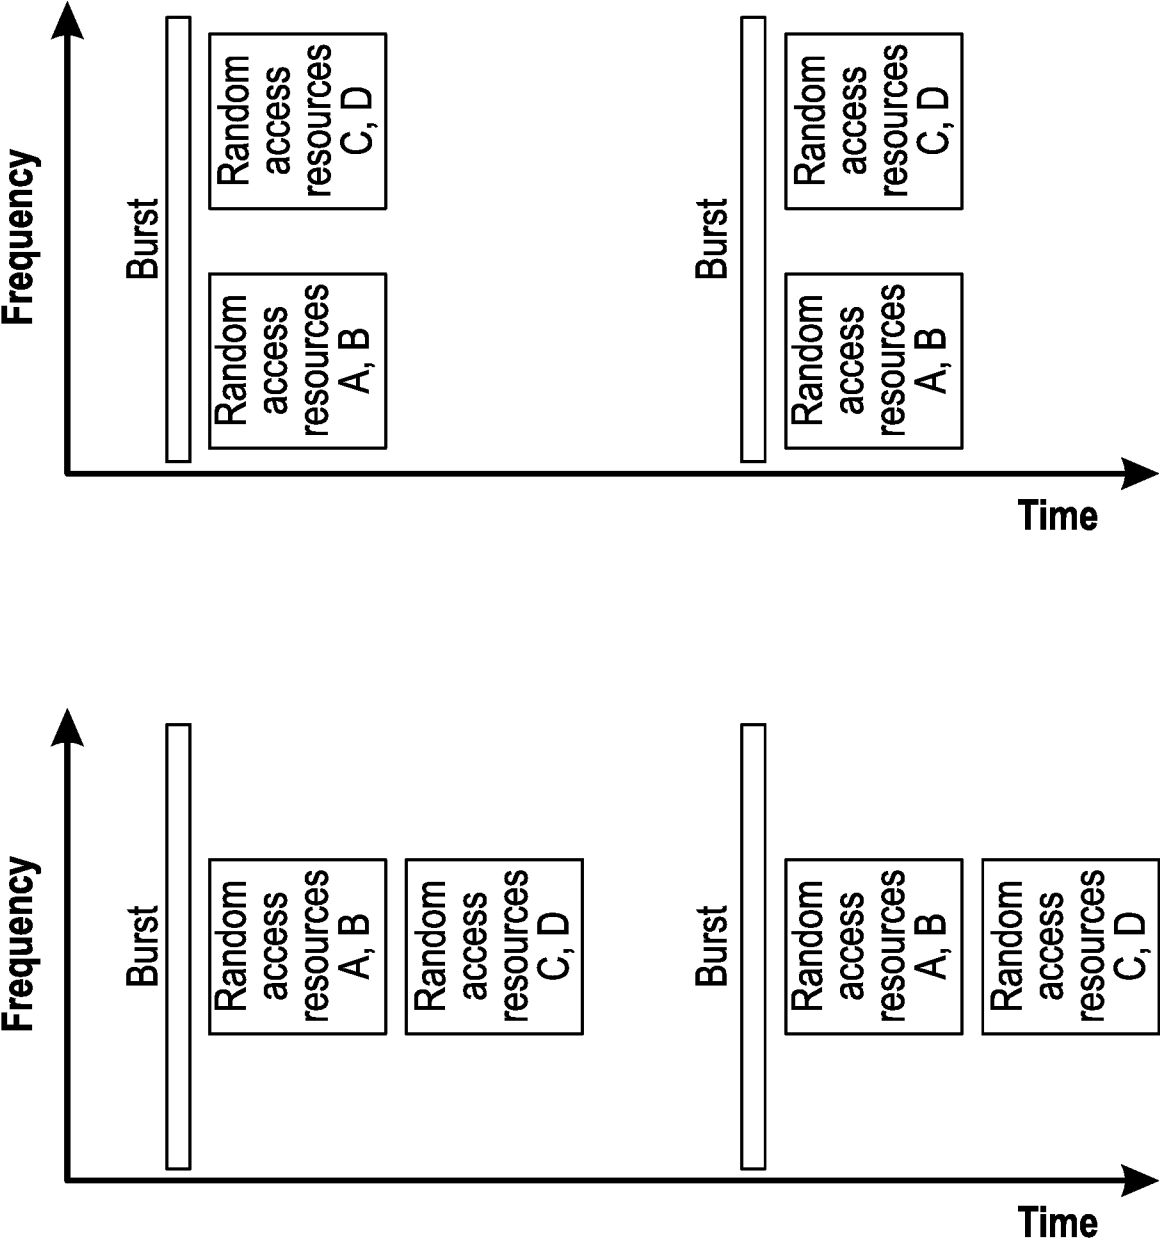 Frequency
Burst
Random
access
resources
C, D
Random
access
resources
A, B
Burst
Random
access
resources
C, D
Random
access
resources
A, B
Time
Frequency
Burst
Random
access
resources
A, B
Random
access
resources
C, D
Burst
Random
access
resources
A, B
Random
access
resources
C, D
Time